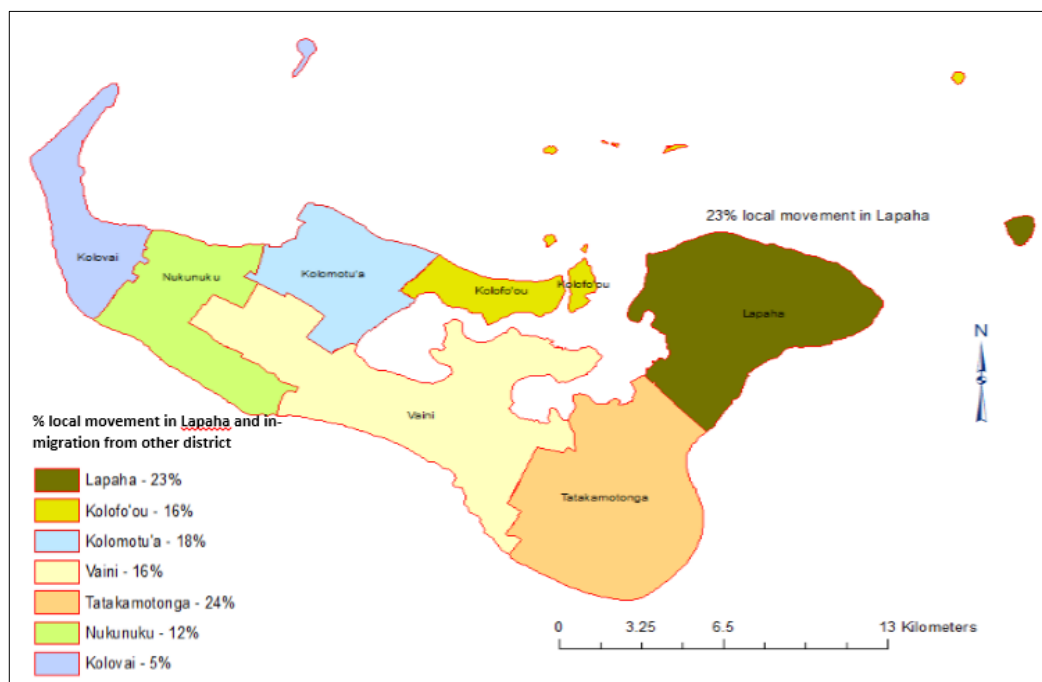 23% local movement in Lapaha
Kolovai
Nukunuku
Kolomotu'a
Kolofo'ou
Kolofo'ou
Lapaha
N
Vaini
Tatakamotonga
% local movement in Lapaha and in-
migration from other district
Lapaha - 23%
Kolofo'ou - 16%
Kolomotu'a - 18%
Vaini - 16%
Tatakamotonga - 24%
Nukunuku - 12%
Kolovai - 5%
0 3.25 6.5 13 Kilometers